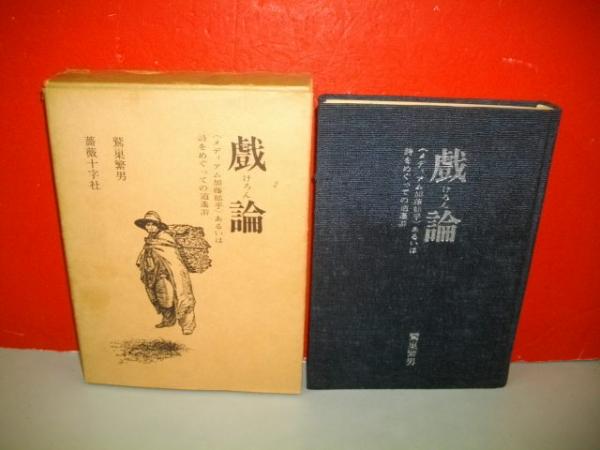 戲論
けろん
〈メディアム加藤郁乎〉あるいは
詩をめぐっての逍遥游
鷲巣繁男
薔薇十字社
戲論
けろん
〈メディアム加藤郁乎〉あるいは
詩をめぐっての逍遥游
鷲巣繁男